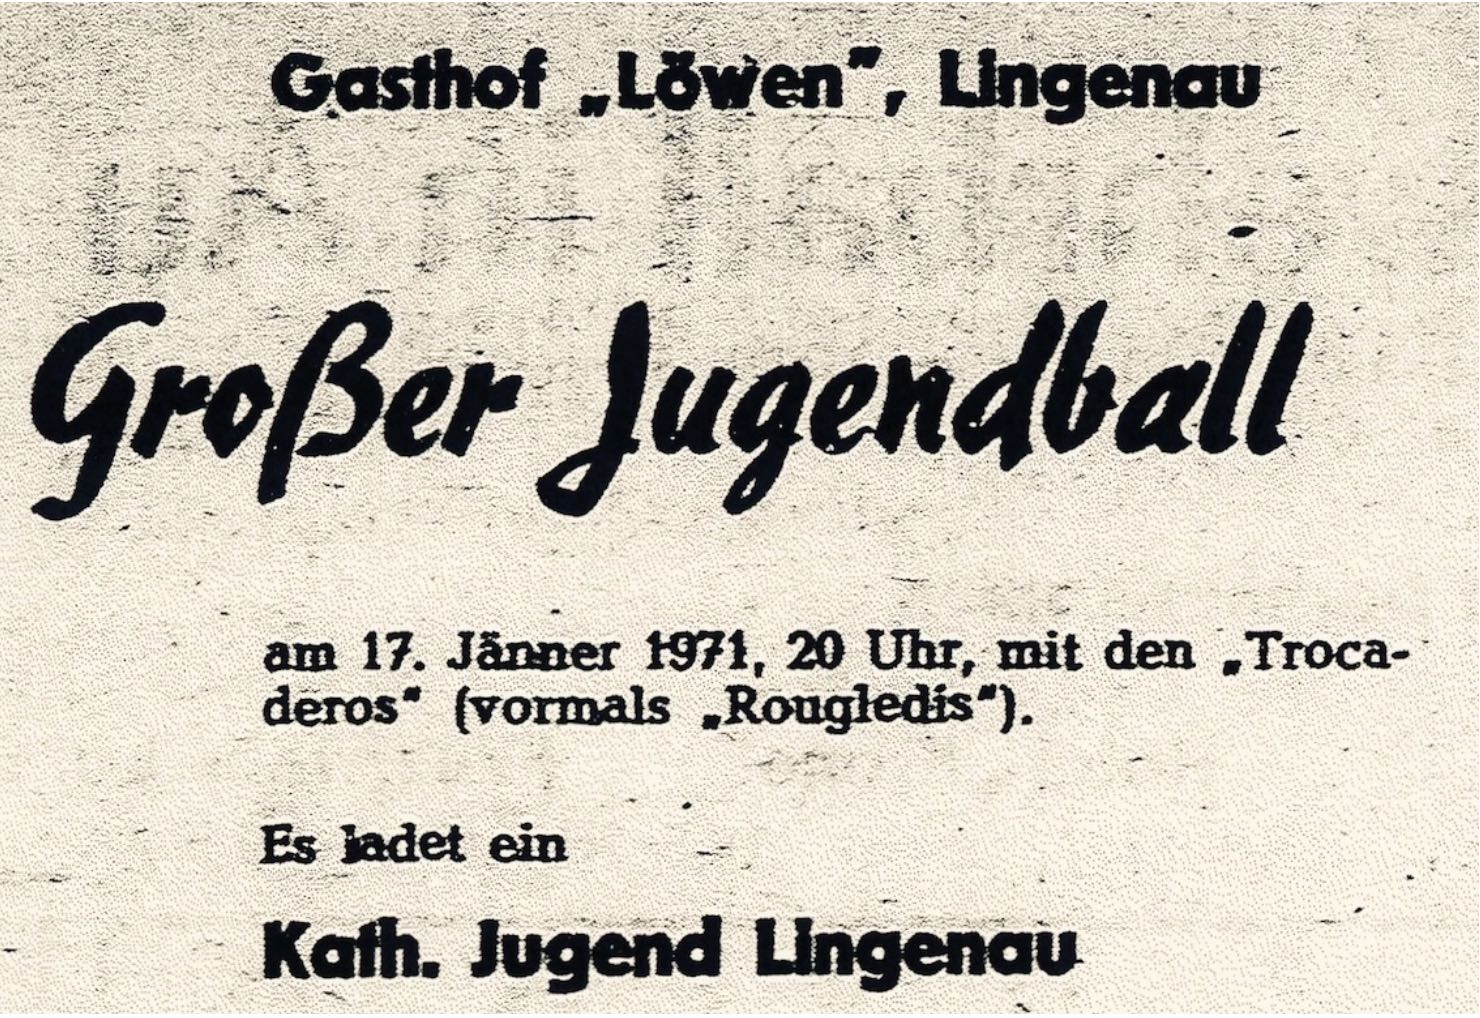 Gasthof „Löwen”, Lingenau
Großer Jugendball
am 17. Jänner 1971, 20 Uhr, mit den „Troca-
deros“ (vormals „Rougledis“).
Es ladet ein
Kath. Jugend Lingenau